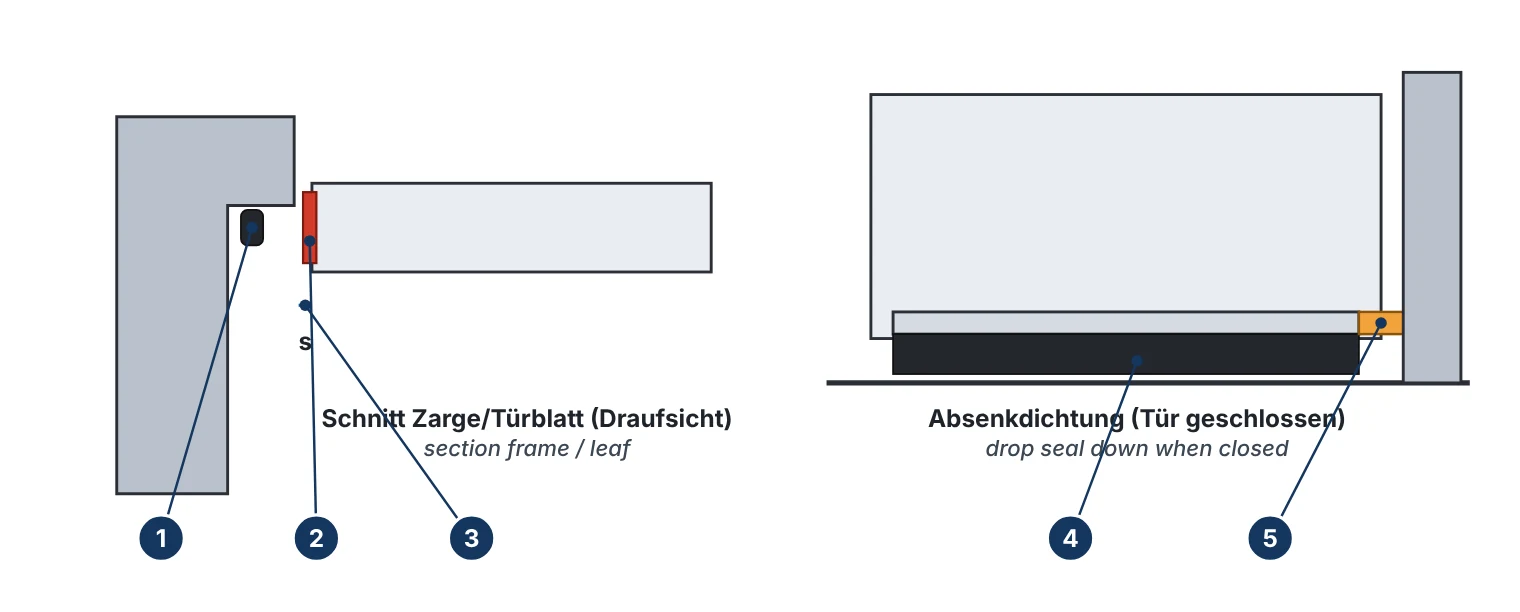 s
Schnitt Zarge/Türblatt (Draufsicht)
section frame / leaf
Absenkdichtung (Tür geschlossen)
drop seal down when closed
1
2
3
4
5